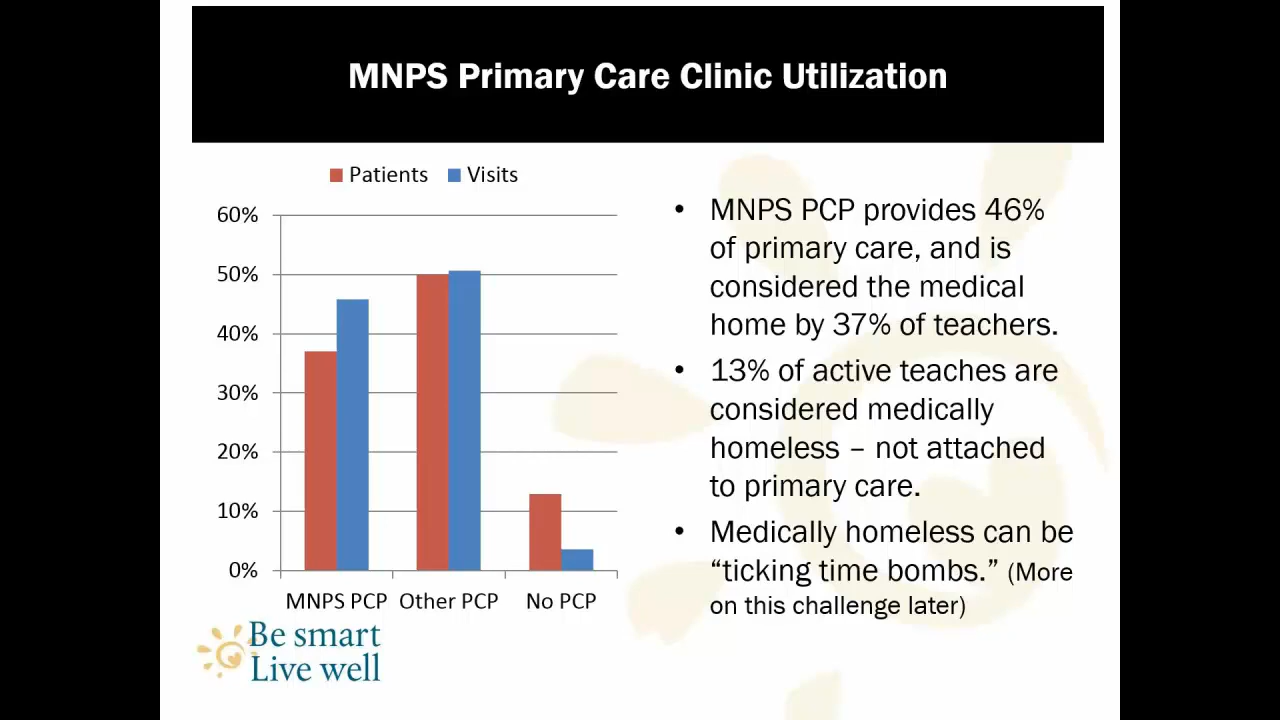 MNPS Primary Care Clinic Utilization
Patients Visits
60%
50%
40%
30%
20%
10%
0%
MNPS PCP Other PCP No PCP
• MNPS PCP provides 46%
of primary care, and is
considered the medical
home by 37% of teachers.
• 13% of active teaches are
considered medically
homeless – not attached
to primary care.
• Medically homeless can be
“ticking time bombs.” (More
on this challenge later)
Be smart
Live well